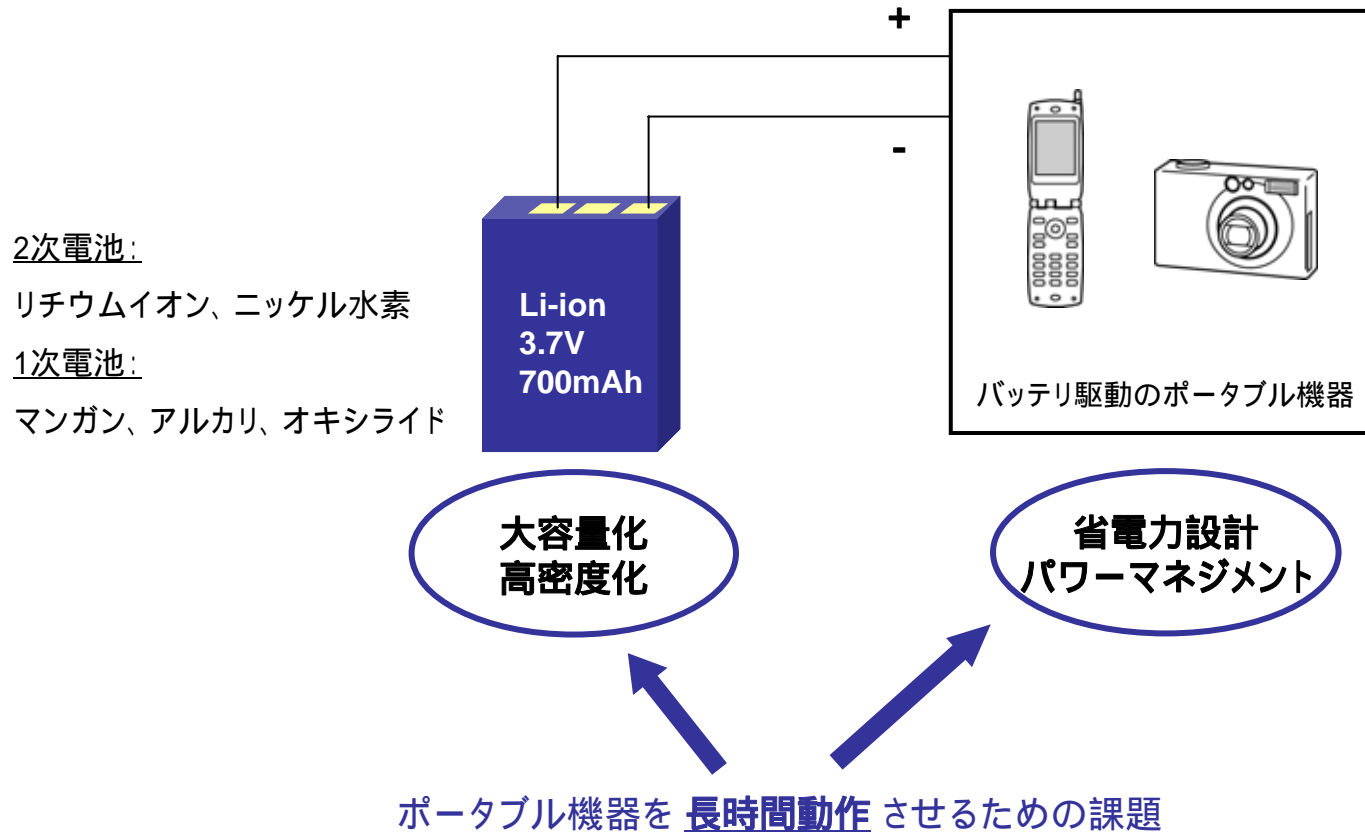 +
-
2次電池:
リチウムイオン、ニッケル水素
1次電池:
マンガン、アルカリ、オキシライド
Li-ion
3.7V
700mAh
バッテリ駆動のポータブル機器
大容量化
高密度化
省電力設計
パワーマネジメント
ポータブル機器を 長時間動作 させるための課題